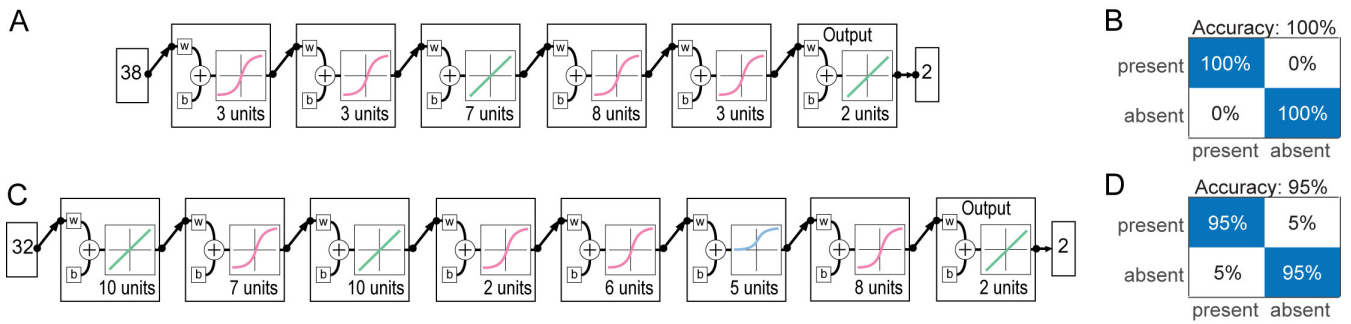 A
38
w
b
3 units
w
b
3 units
w
b
7 units
w
b
8 units
w
b
3 units
Output
w
b
2 units
2
B
Accuracy: 100%
present 100% 0%
absent 0% 100%
present absent
C
32
w
b
10 units
w
b
7 units
w
b
10 units
w
b
2 units
w
b
6 units
w
b
5 units
w
b
8 units
Output
w
b
2 units
2
D
Accuracy: 95%
present 95% 5%
absent 5% 95%
present absent